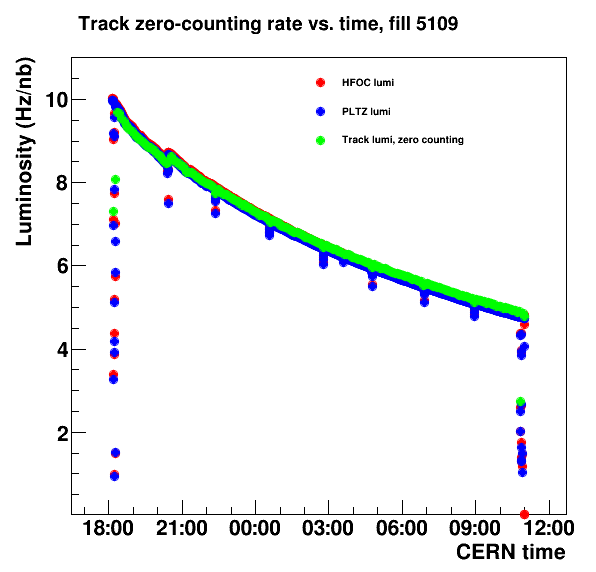 Track zero-counting rate vs. time, fill 5109
Luminosity (Hz/nb)
HFOC lumi
PLTZ lumi
Track lumi, zero counting
10
8
6
4
2
18:00 21:00 00:00 03:00 06:00 09:00 12:00
CERN time